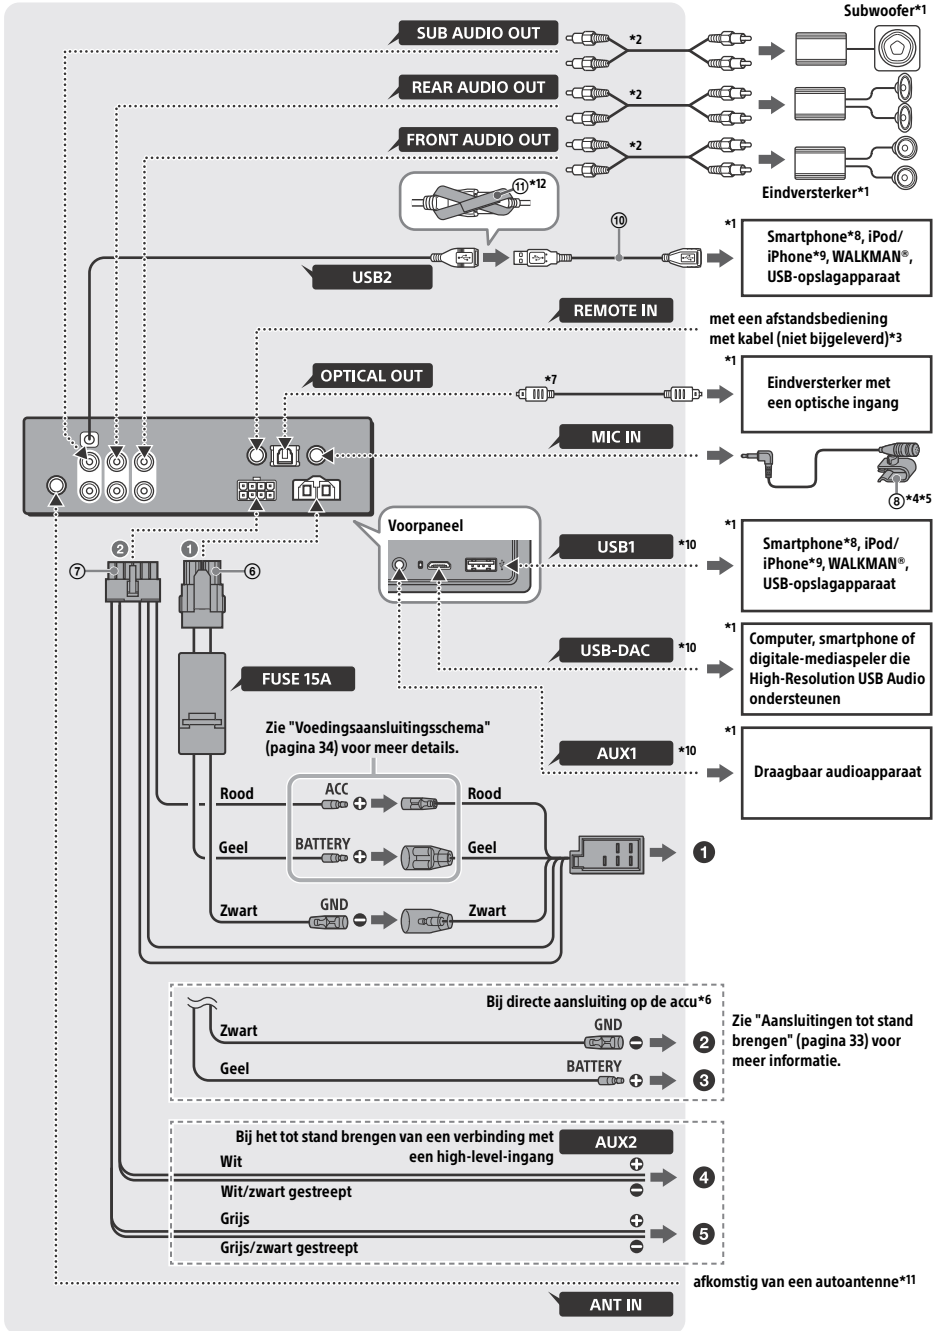 Subwoofer*1
SUB AUDIO OUT
*2
REAR AUDIO OUT
*2
FRONT AUDIO OUT
*2
Eindversterker*1
⑪*12
⑩
*1
Smartphone*8, iPod/
iPhone*9, WALKMAN®,
USB-opslagapparaat
USB2
REMOTE IN
met een afstandsbediening
met kabel (niet bijgeleverd)*3
OPTICAL OUT
*7
*1
Eindversterker met
een optische ingang
MIC IN
⑧*4*5
Voorpaneel
USB1
*10
*1
Smartphone*8, iPod/
iPhone*9, WALKMAN®,
USB-opslagapparaat
❷
❶
⑦
⑥
USB-DAC
*10
*1
Computer, smartphone of
digitale-mediaspeler die
High-Resolution USB Audio
ondersteunen
FUSE 15A
Zie "Voedingsaansluitingsschema"
(pagina 34) voor meer details.
AUX1
*10
*1
Draagbaar audioapparaat
Rood
ACC
Rood
Geel
BATTERY
Geel
❶
Zwart
GND
Zwart
Bij directe aansluiting op de accu*6
Zwart
GND
❷
Geel
BATTERY
❸
Zie "Aansluitingen tot stand
brengen" (pagina 33) voor
meer informatie.
Bij het tot stand brengen van een verbinding met
een high-level-ingang
AUX2
Wit
❹
Wit/zwart gestreept
Grijs
❺
Grijs/zwart gestreept
afkomstig van een autoantenne*11
ANT IN